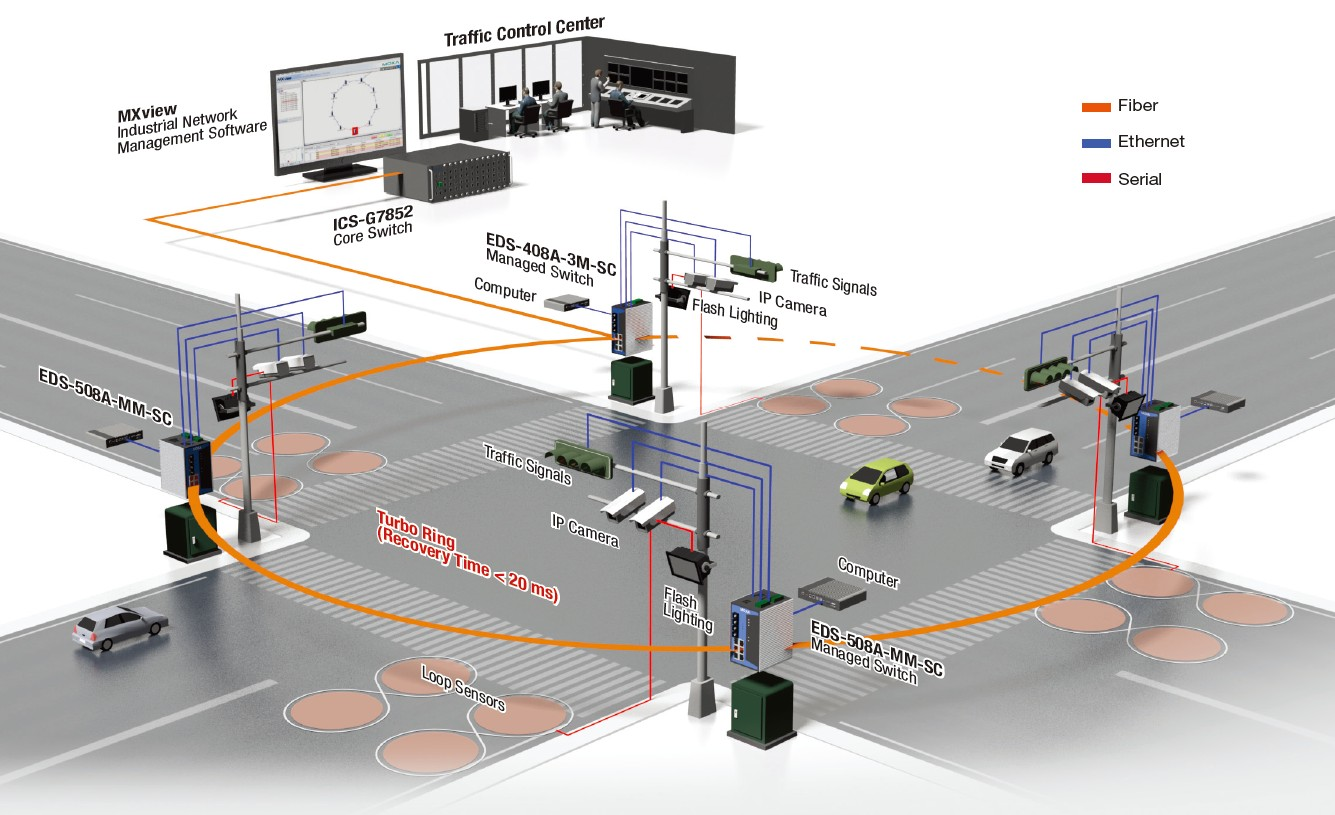 Traffic Control Center
MXview
Industrial Network
Management Software
Fiber
Ethernet
Serial
ICS-G7852
Core Switch
EDS-408A-3M-SC
Managed Switch
Computer
Traffic Signals
IP Camera
Flash Lighting
EDS-508A-MM-SC
Traffic Signals
IP Camera
Turbo Ring
(Recovery Time < 20 ms)
Flash
Lighting
Computer
EDS-508A-MM-SC
Managed Switch
Loop Sensors